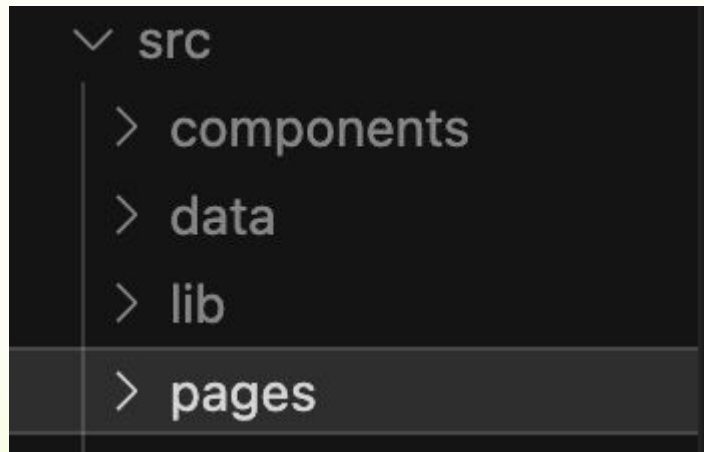 src
components
data
lib
pages